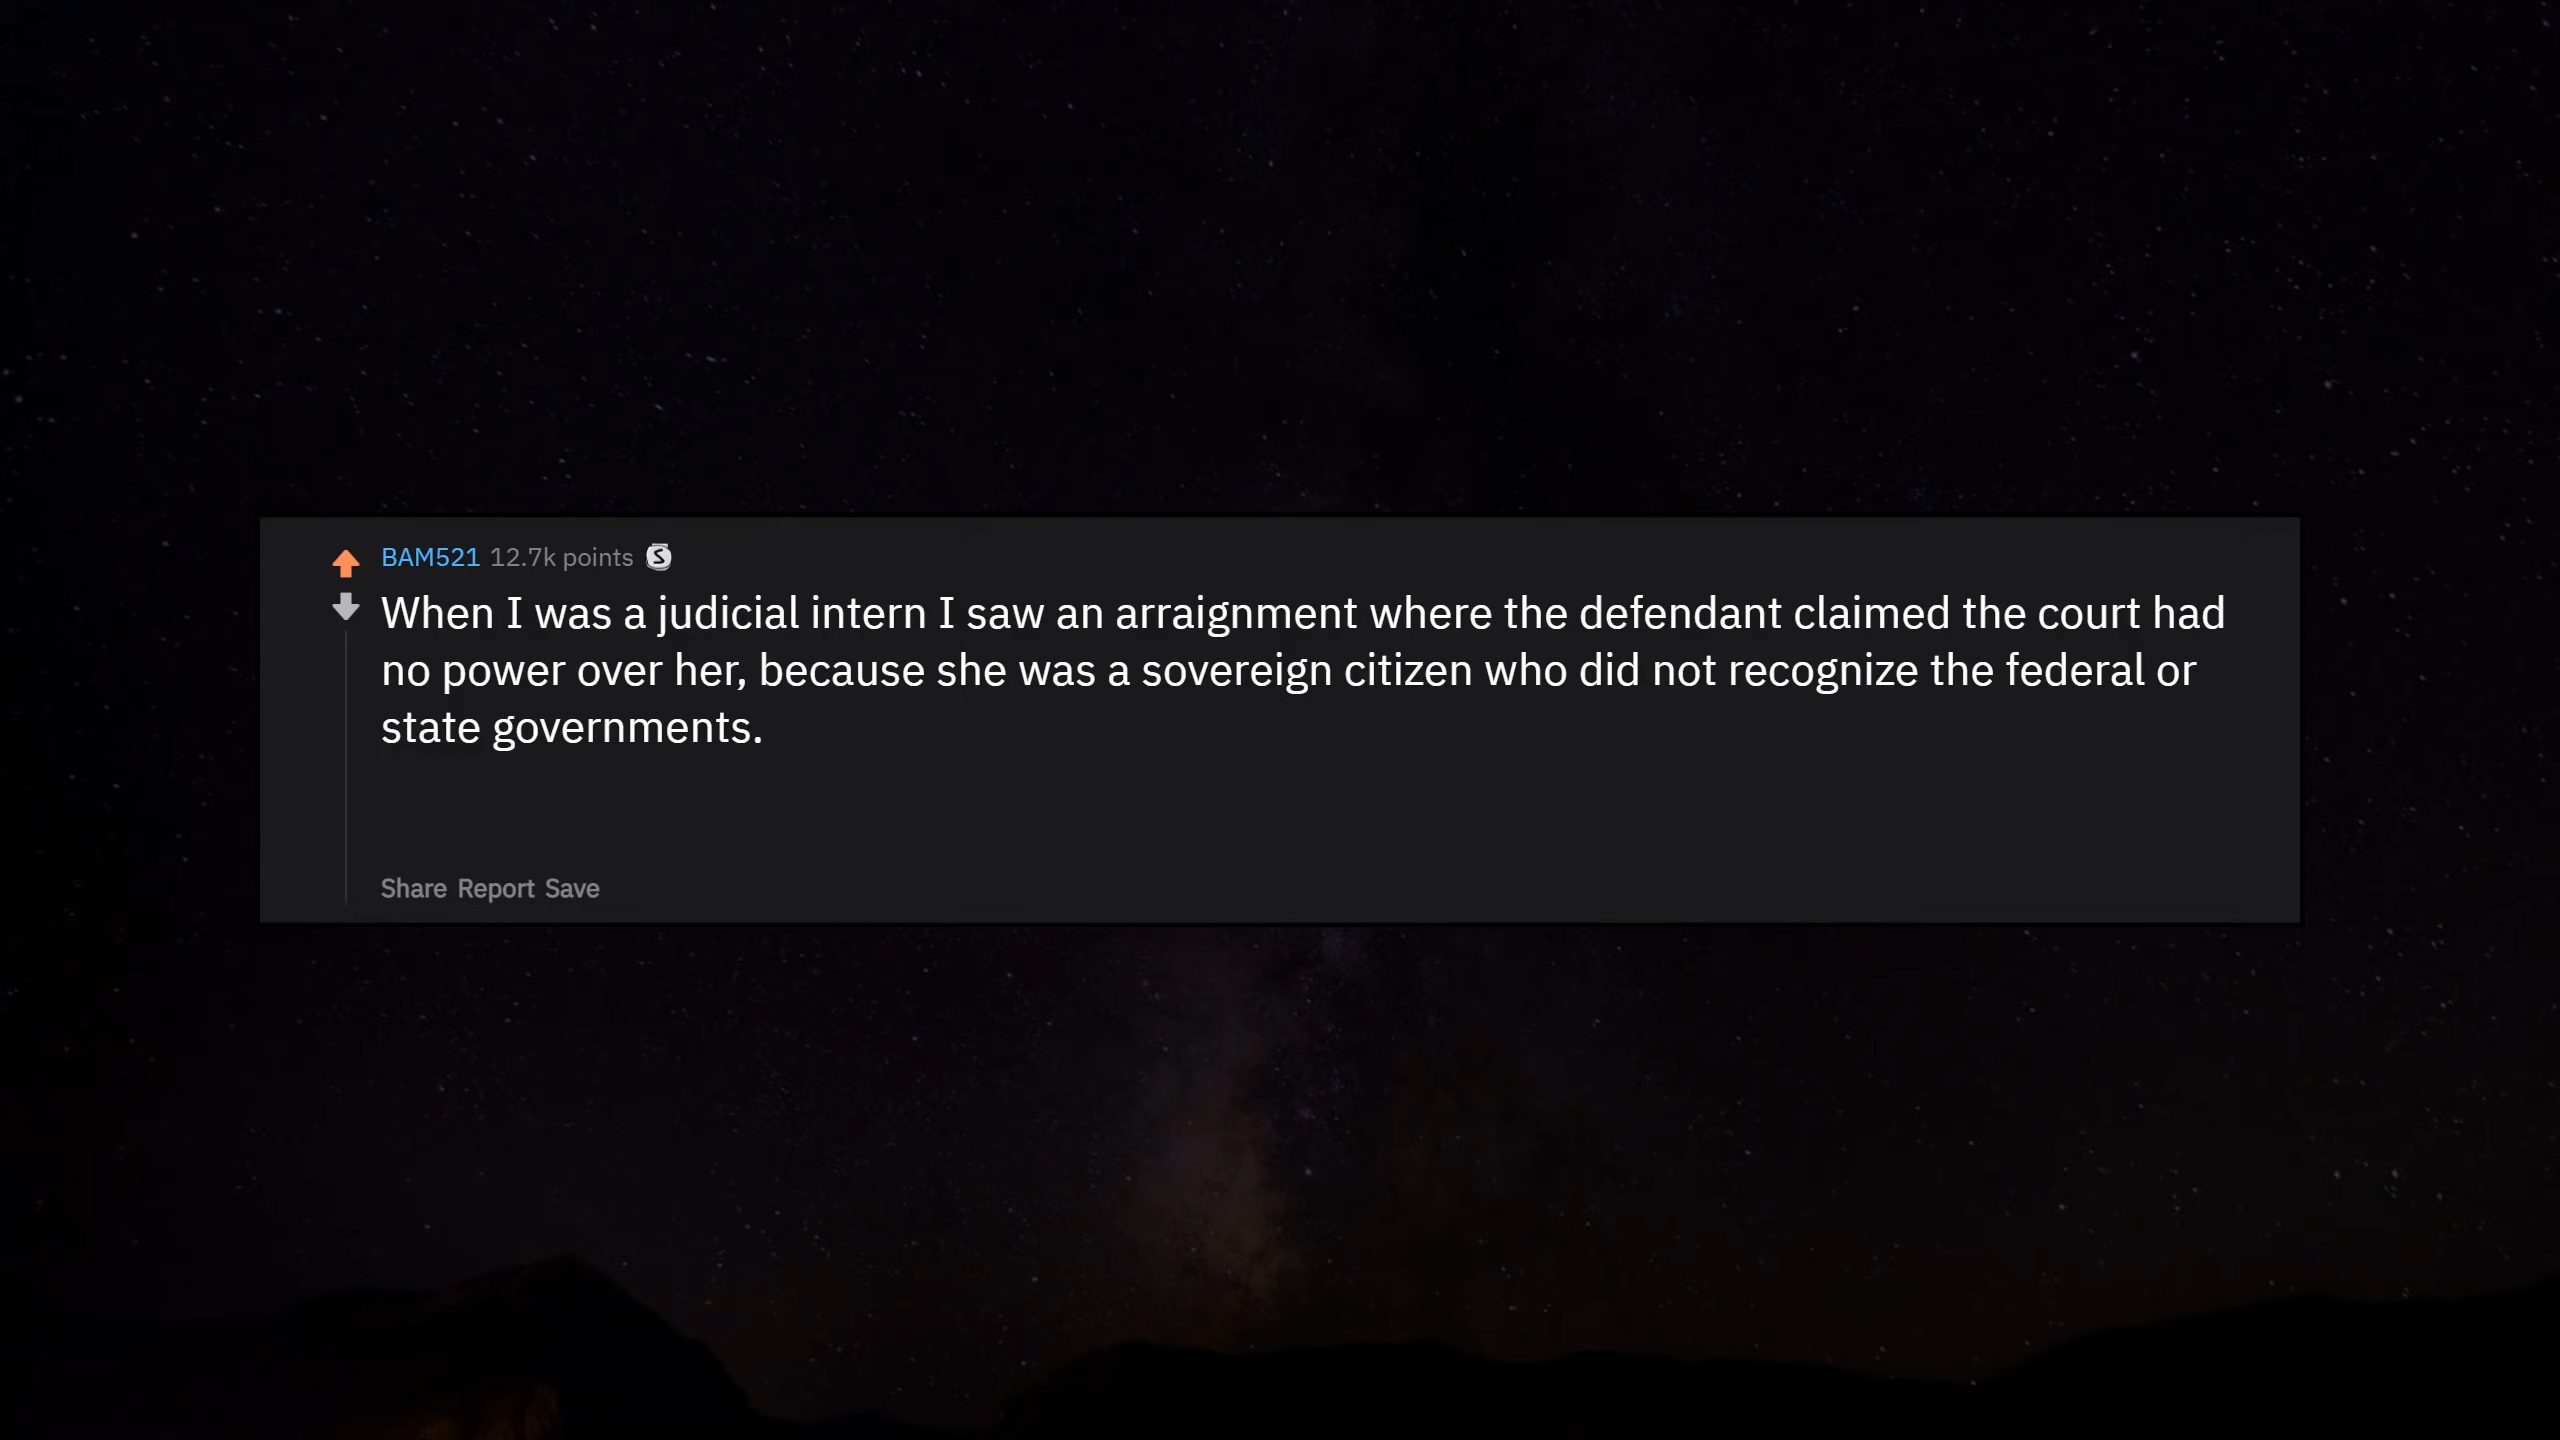 BAM521 12.7k points S
When I was a judicial intern I saw an arraignment where the defendant claimed the court had
no power over her, because she was a sovereign citizen who did not recognize the federal or
state governments.
Share Report Save